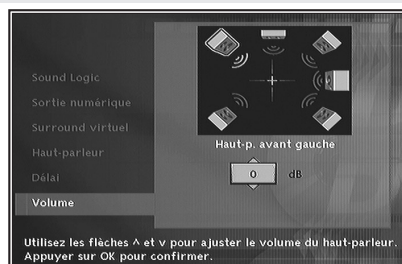 Sound Logic
Sortie numérique
Surround virtuel
Haut-parleur
Délai
Volume
Haut-p. avant gauche
0 dB
Utilisez les flèches ^ et v pour ajuster le volume du haut-parleur.
Appuyer sur OK pour confirmer.